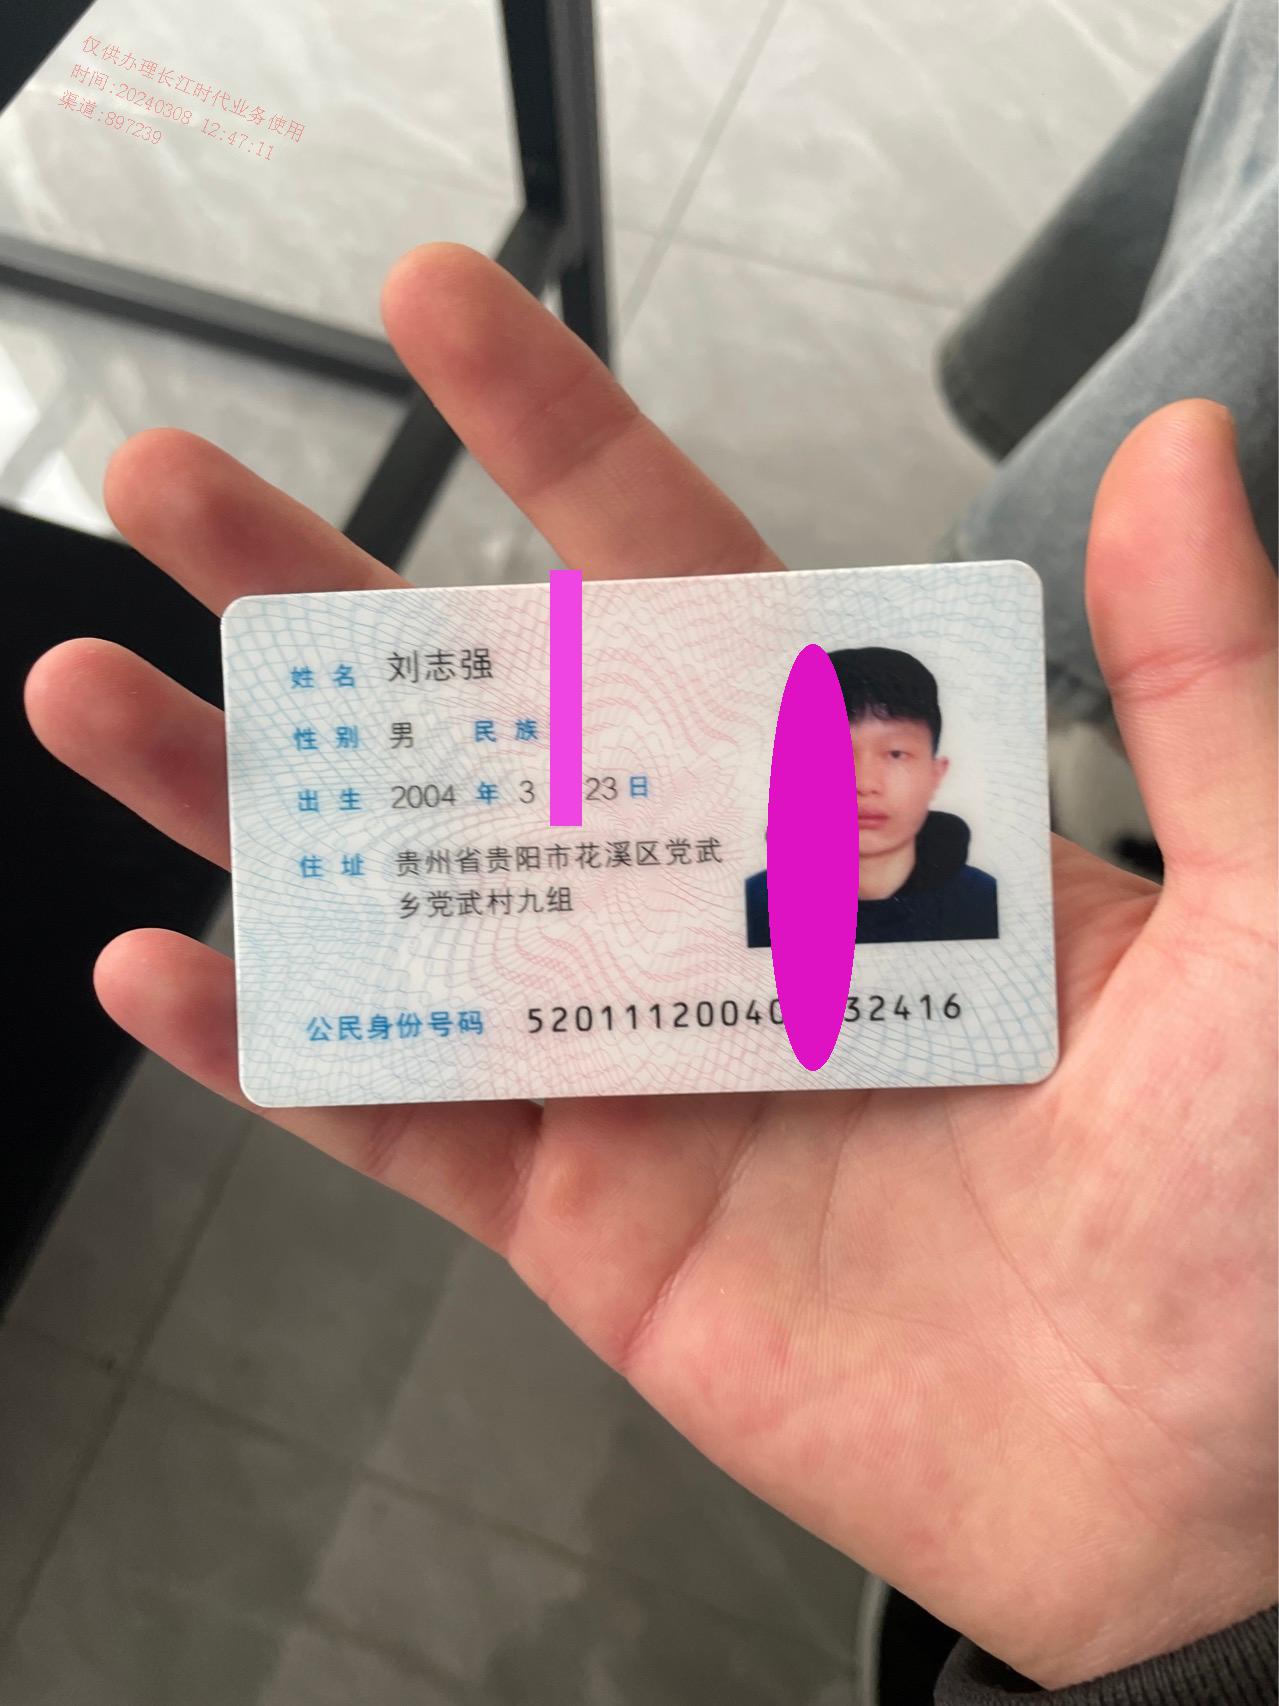 仅供办理长江时代业务使用
时间:20240308 12:47:11
渠道:897239
姓名 刘志强
性别 男 民族
出生 2004 年 3 23 日
住址 贵州省贵阳市花溪区党武
乡党武村九组
公民身份号码 52011120040 32416